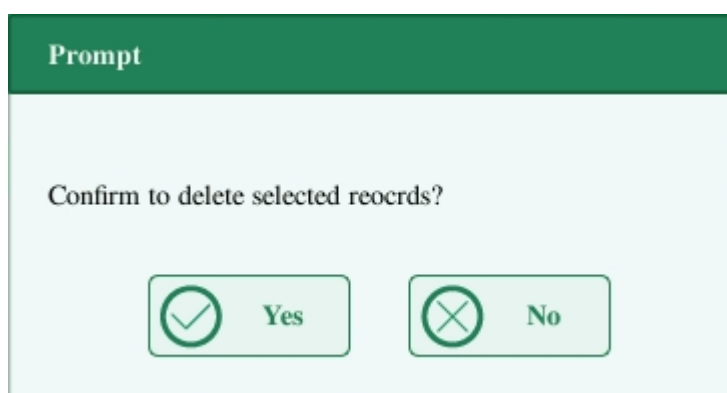 Prompt
Confirm to delete selected reocrds?
Yes No